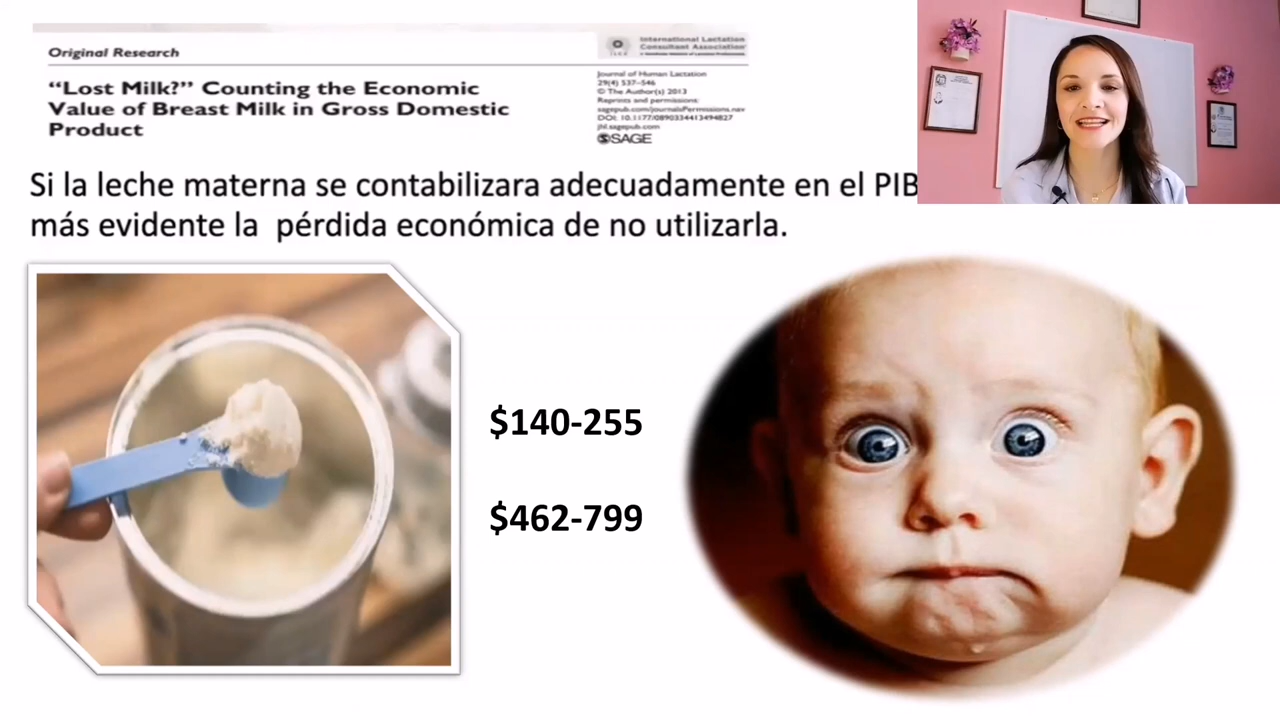 Original Research
International Lactation
Consultant Association
“Lost Milk?” Counting the Economic
Value of Breast Milk in Gross Domestic
Product
Journal of Human Lactation
29(4) 537–546
© The Author(s) 2013
Reprints and permissions:
sagepub.com/journalsPermissions.nav
DOI: 10.1177/0890334413494827
jhl.sagepub.com
SAGE
Si la leche materna se contabilizara adecuadamente en el PIB
más evidente la pérdida económica de no utilizarla.
$140-255
$462-799